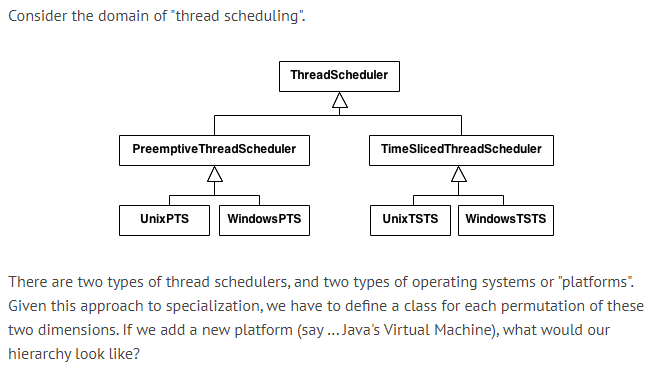 Consider the domain of "thread scheduling".
ThreadScheduler
PreemptiveThreadScheduler TimeSlicedThreadScheduler
UnixPTS WindowsPTS UnixTSTS WindowsTSTS
There are two types of thread schedulers, and two types of operating systems or "platforms".
Given this approach to specialization, we have to define a class for each permutation of these
two dimensions. If we add a new platform (say ... Java's Virtual Machine), what would our
hierarchy look like?